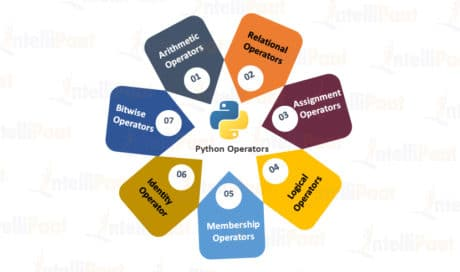 Arithmetic
Operators
01
Relational
Operators
02
Assignment
Operators
03
Logical
Operators
04
Membership
Operators
05
Identity
Operator
06
Bitwise
Operators
07
Python Operators
IntelliPaat